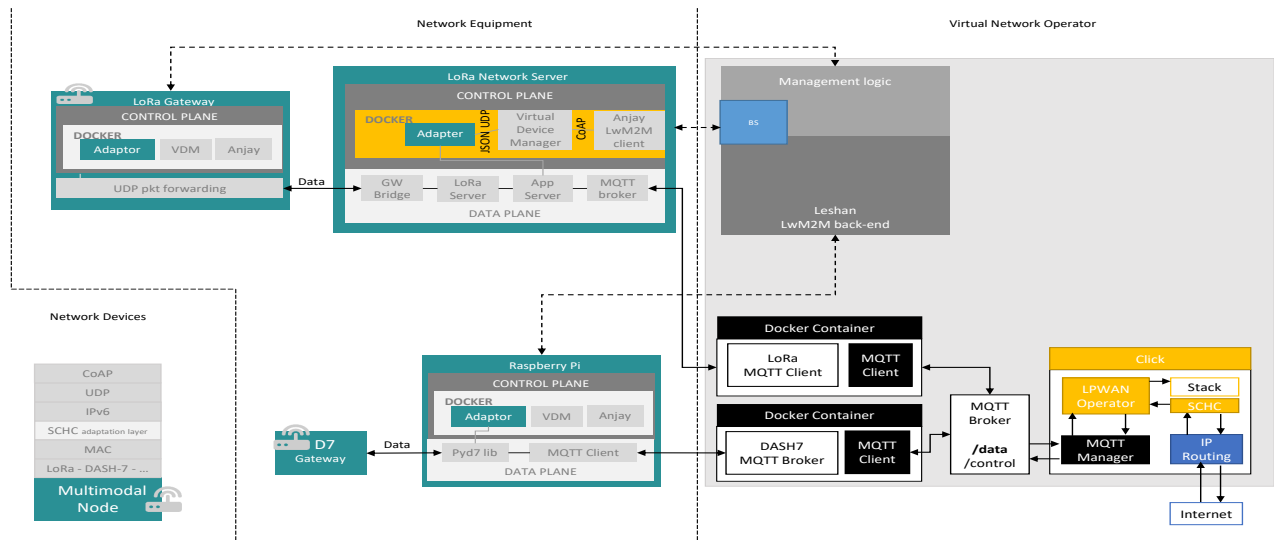 Network Equipment
Virtual Network Operator
LoRa Gateway
CONTROL PLANE
DOCKER
Adaptor
VDM
Anjay
UDP pkt forwarding
Data
LoRa Network Server
CONTROL PLANE
DOCKER
Adapter
JSON UDP
Virtual
Device
Manager
CoAP
Anjay
LwM2M
client
GW
Bridge
LoRa
Server
App
Server
MQTT
broker
DATA PLANE
Management logic
BS
Leshan
LwM2M back-end
Network Devices
CoAP
UDP
IPv6
SCHC adaptation layer
MAC
LoRa - DASH-7 - ...
Multimodal
Node
D7
Gateway
Data
Raspberry Pi
CONTROL PLANE
DOCKER
Adaptor
VDM
Anjay
Pyd7 lib
MQTT Client
DATA PLANE
Docker Container
LoRa
MQTT Client
MQTT
Client
Docker Container
DASH7
MQTT Broker
MQTT
Client
MQTT
Broker
/data
/control
Click
LPWAN
Operator
Stack
SCHC
MQTT
Manager
IP
Routing
Internet